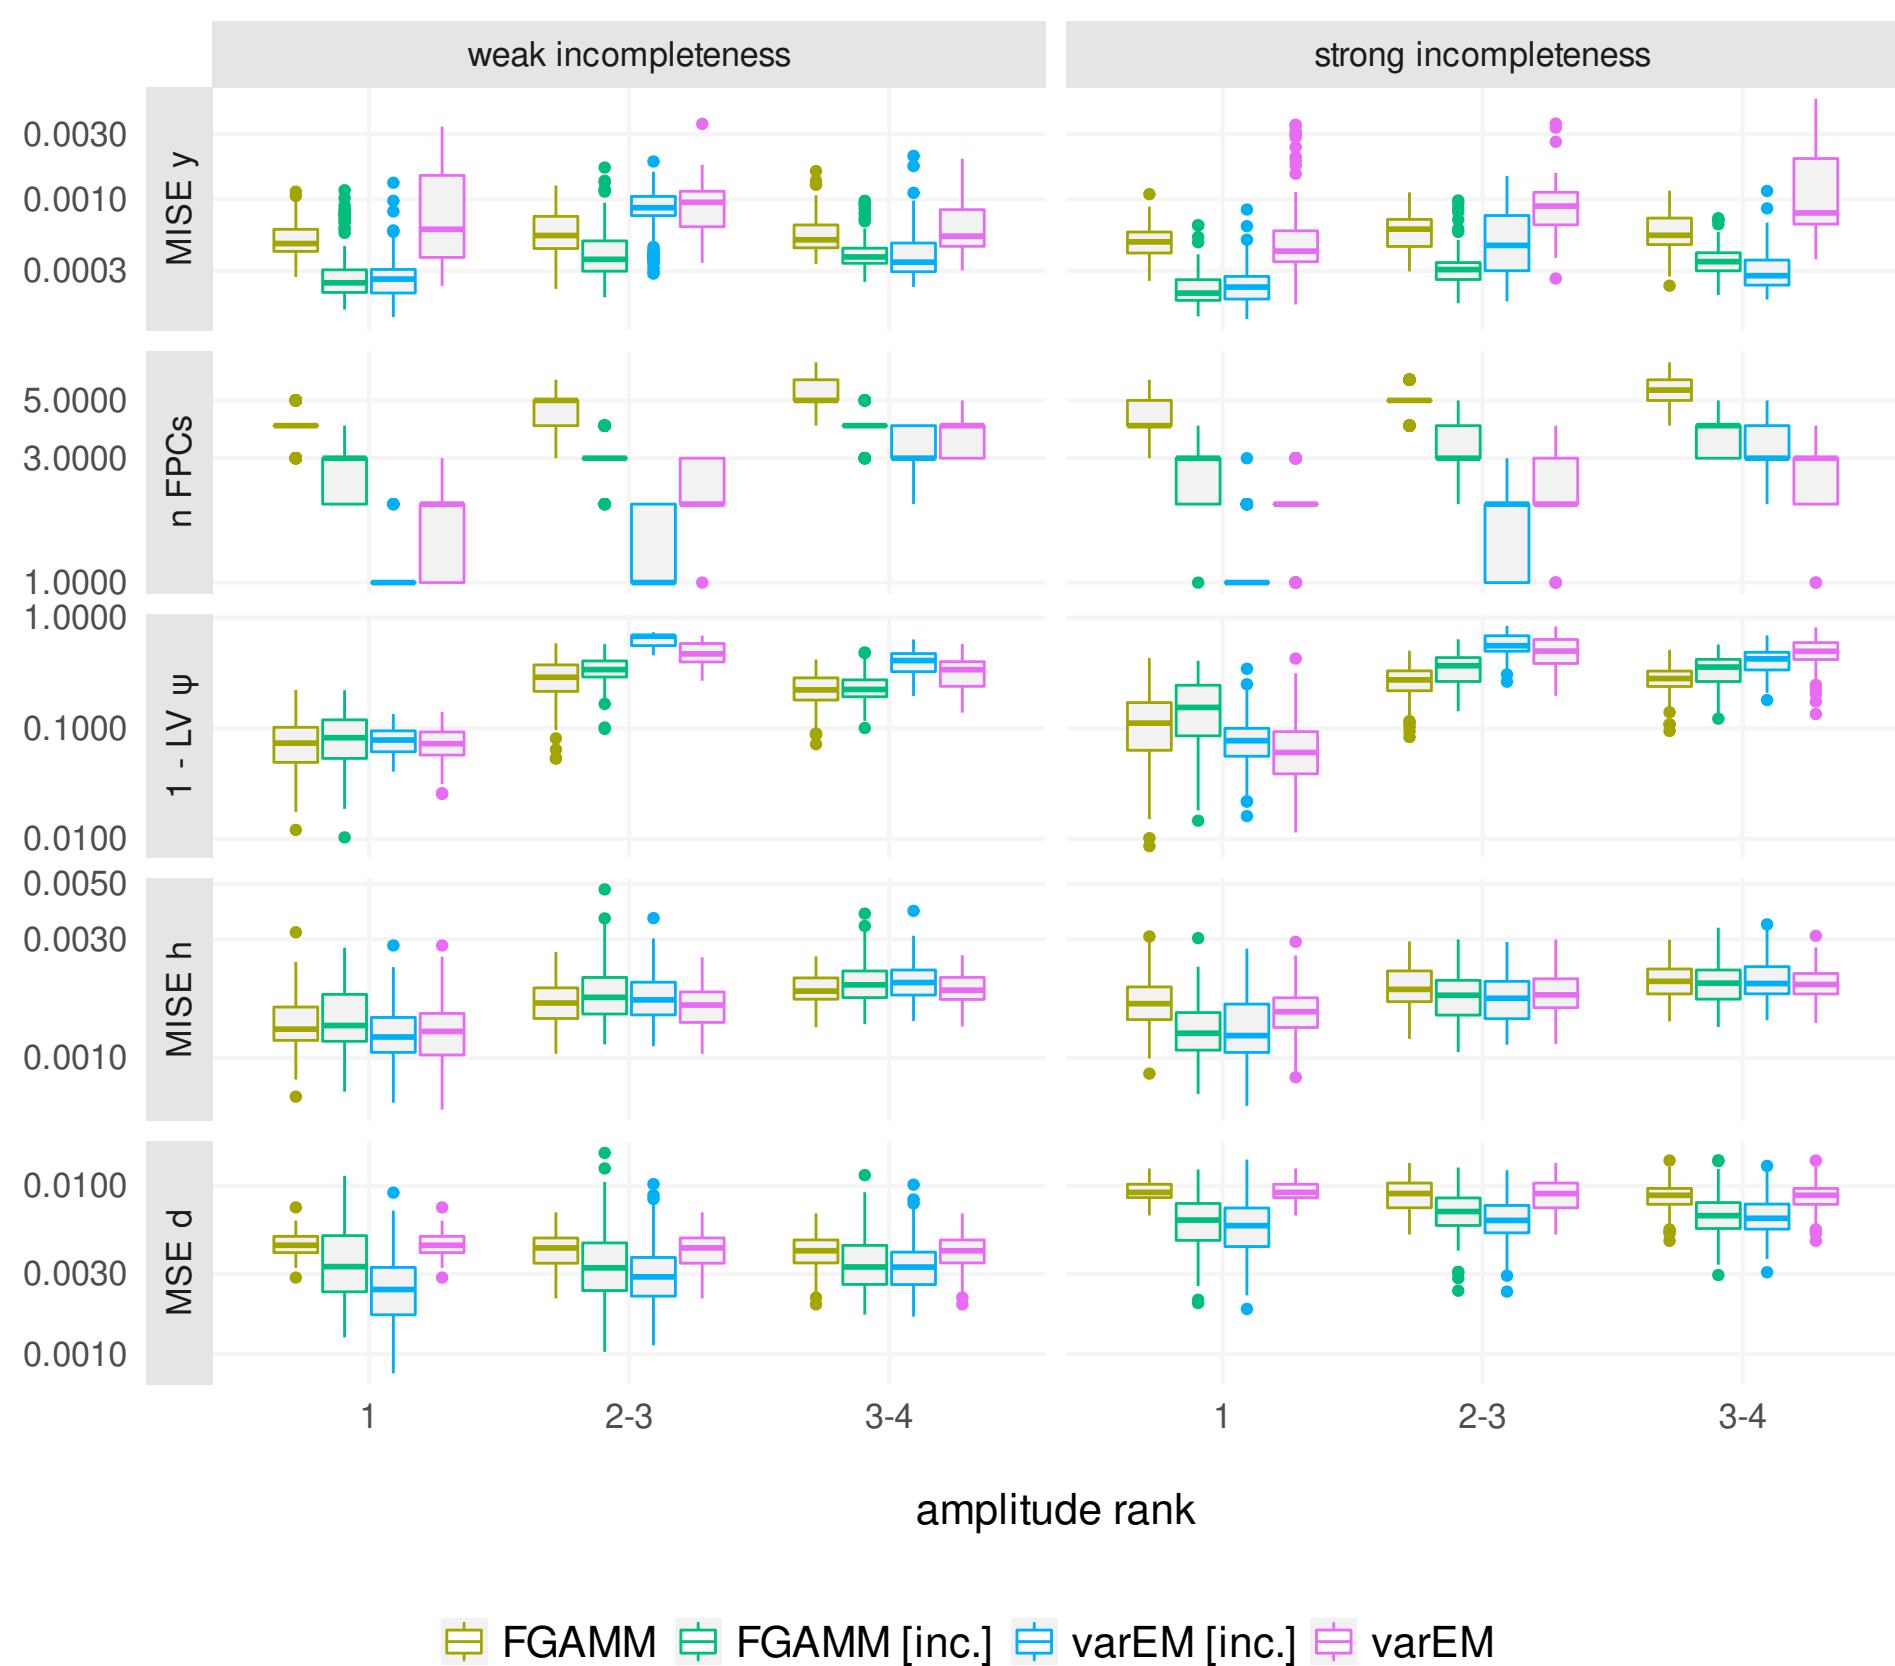 weak incompleteness
strong incompleteness
MISE y
0.0030
0.0010
0.0003
n FPCs
5.0000
3.0000
1.0000
1 - LV ψ
1.0000
0.1000
0.0100
MISE h
0.0050
0.0030
0.0010
MSE d
0.0100
0.0030
0.0010
1 2-3 3-4 1 2-3 3-4
amplitude rank
FGAMM FGAMM [inc.] varEM [inc.] varEM